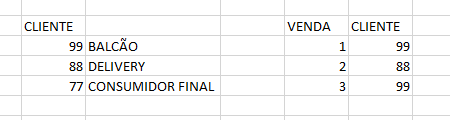 CLIENTE VENDA CLIENTE
99 BALCÃO 1 99
88 DELIVERY 2 88
77 CONSUMIDOR FINAL 3 99